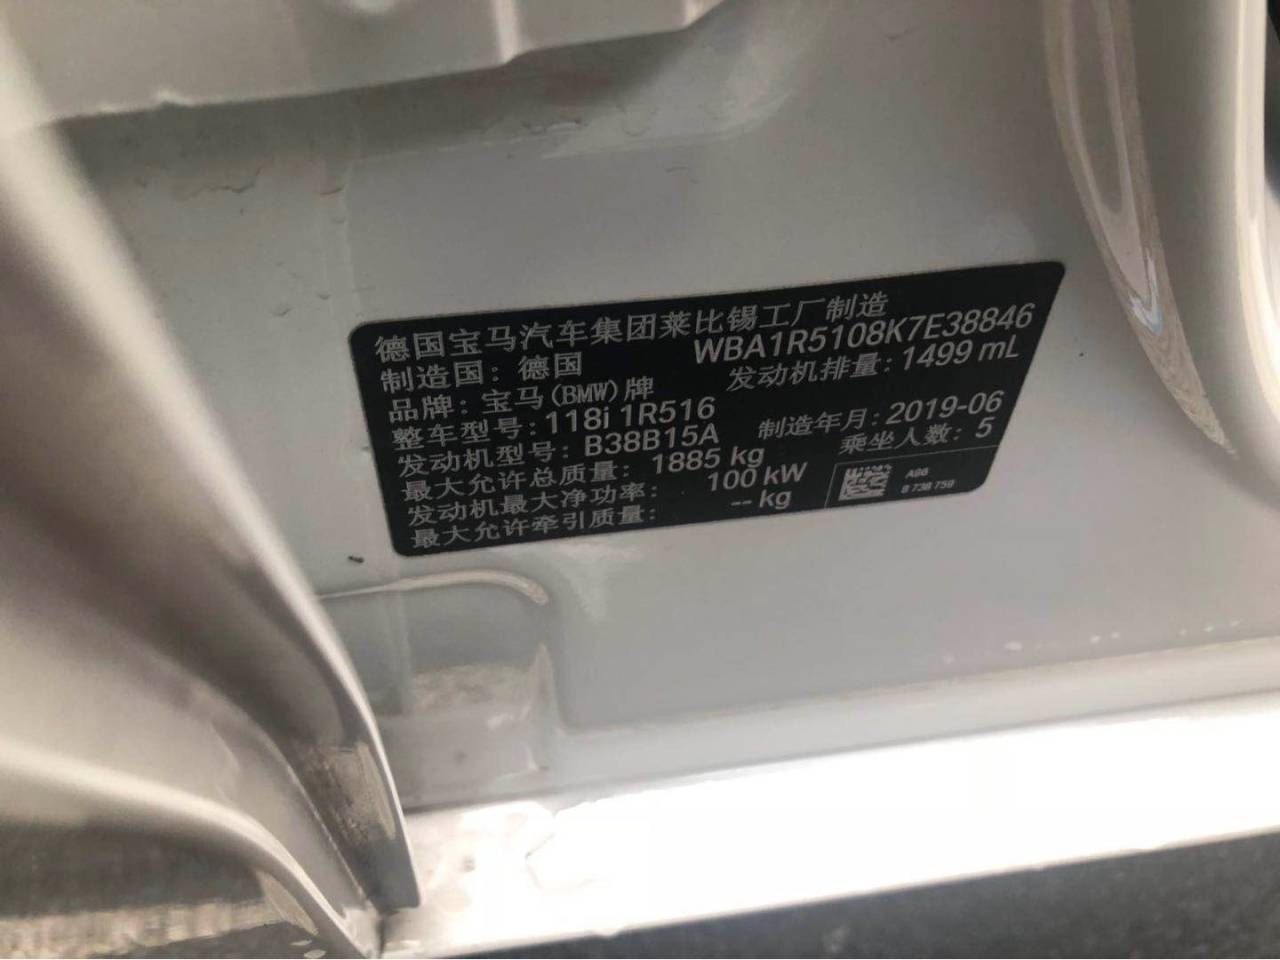 德国宝马汽车集团莱比锡工厂制造
制造国：德国 WBA1R5108K7E38846
品牌：宝马(BMW)牌 发动机排量：1499 mL
整车型号：118i 1R516
发动机型号：B38B15A 制造年月：2019-06
最大允许总质量：1885 kg 乘坐人数：5
发动机最大净功率：100 kW
最大允许牵引质量：-- kg
A96
8 738 759